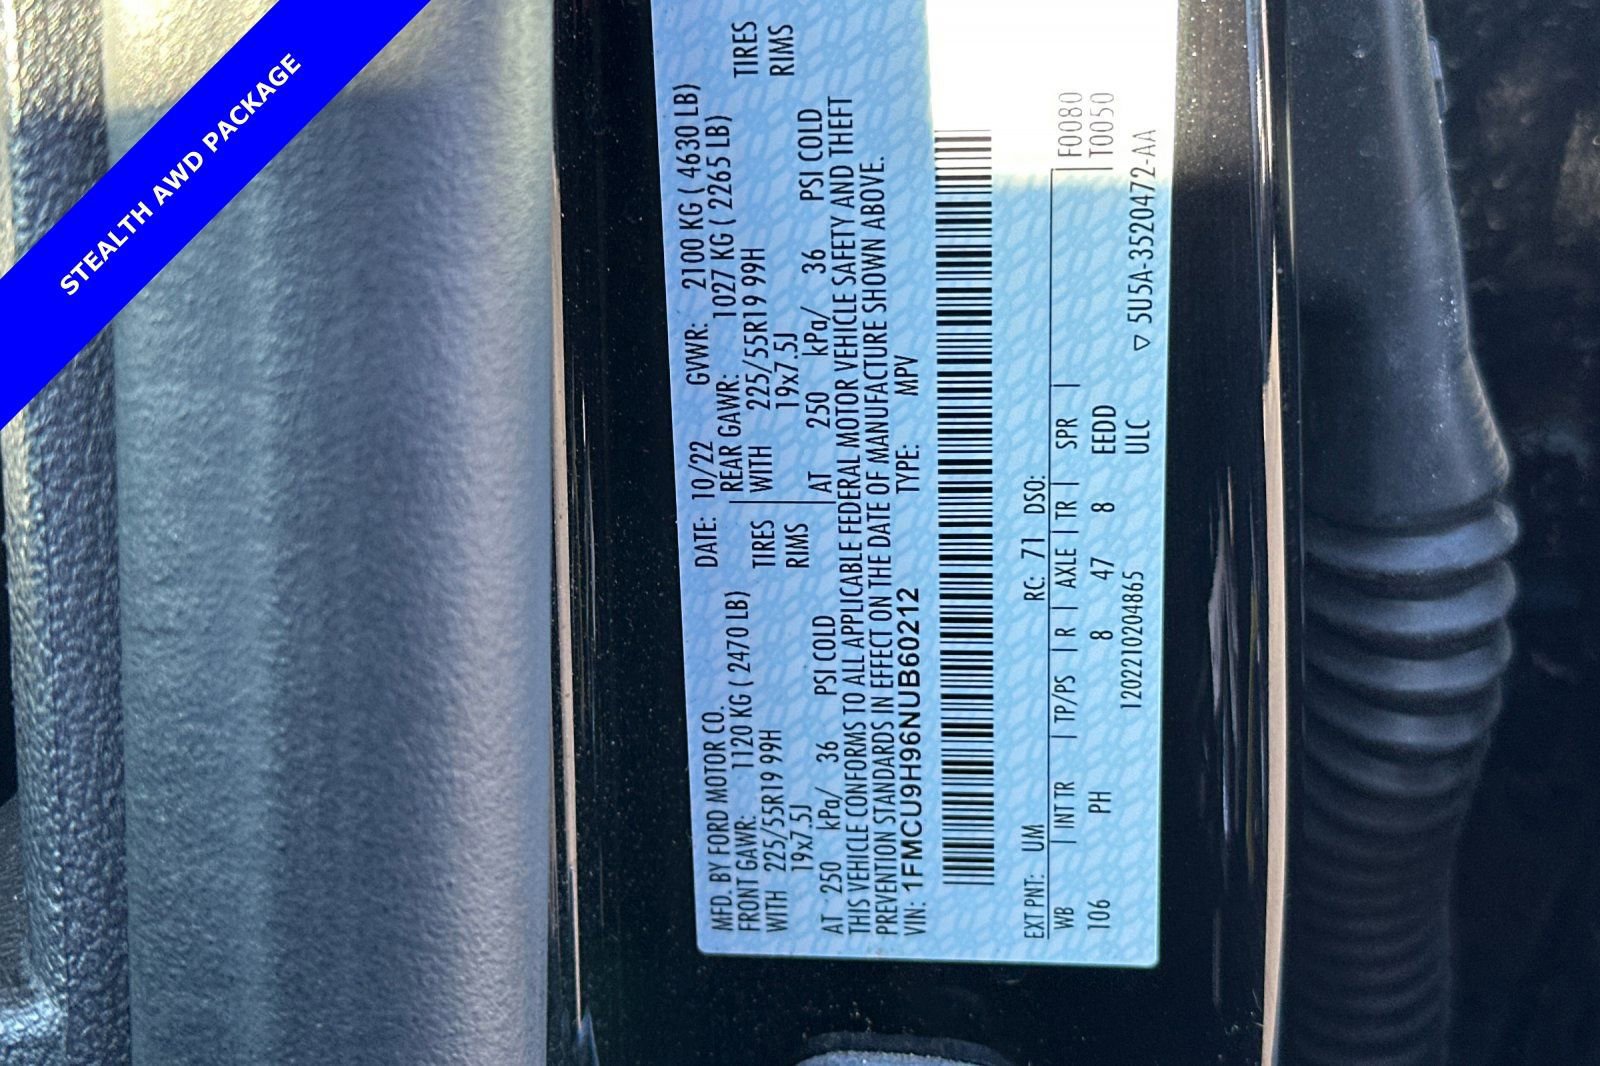 STEALTH AWD PACKAGE
MFD. BY FORD MOTOR CO.
DATE: 10/22 GVWR: 2100 KG ( 4630 LB)
FRONT GAWR: 1120 KG ( 2470 LB) REAR GAWR: 1027 KG ( 2265 LB)
WITH 225/55R19 99H TIRES WITH 225/55R19 99H TIRES
19x7.5J RIMS 19x7.5J RIMS
AT 250 kPa/ 36 PSI COLD AT 250 kPa/ 36 PSI COLD
THIS VEHICLE CONFORMS TO ALL APPLICABLE FEDERAL MOTOR VEHICLE SAFETY AND THEFT
PREVENTION STANDARDS IN EFFECT ON THE DATE OF MANUFACTURE SHOWN ABOVE.
VIN: 1FMCU9H96NUB60212 TYPE: MPV
EXT PNT: UM RC: 71 DSO:
WB | INT TR | TP/PS | R | AXLE | TR | SPR | F0080
106 PH 8 47 8 EEDD T0050
1202210204865 ULC ▽ 5U5A-3520472-AA